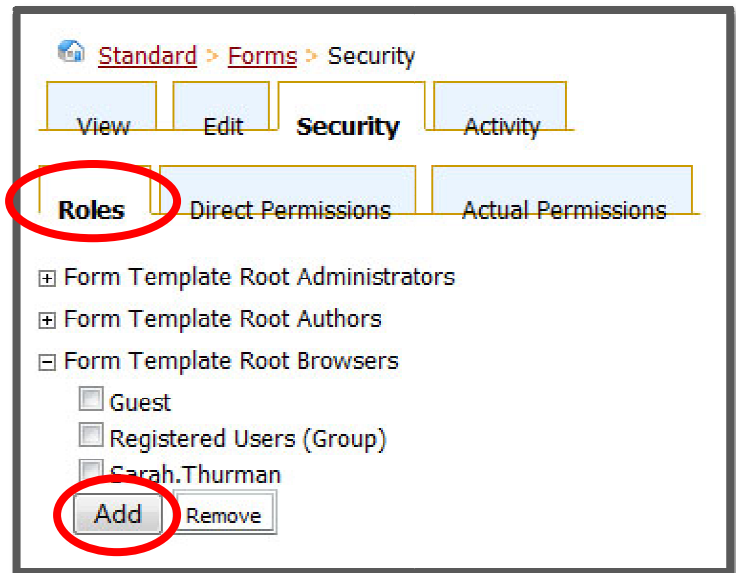 Standard > Forms > Security
View Edit Security Activity
Roles Direct Permissions Actual Permissions
Form Template Root Administrators
Form Template Root Authors
Form Template Root Browsers
Guest
Registered Users (Group)
Sarah.Thurman
Add Remove